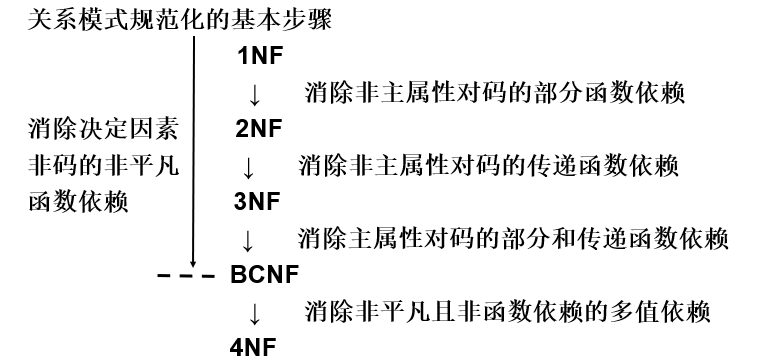 关系模式规范化的基本步骤
1NF
↓ 消除非主属性对码的部分函数依赖
消除决定因素
非码的非平凡
函数依赖
2NF
↓ 消除非主属性对码的传递函数依赖
3NF
↓ 消除主属性对码的部分和传递函数依赖
BCNF
↓ 消除非平凡且非函数依赖的多值依赖
4NF